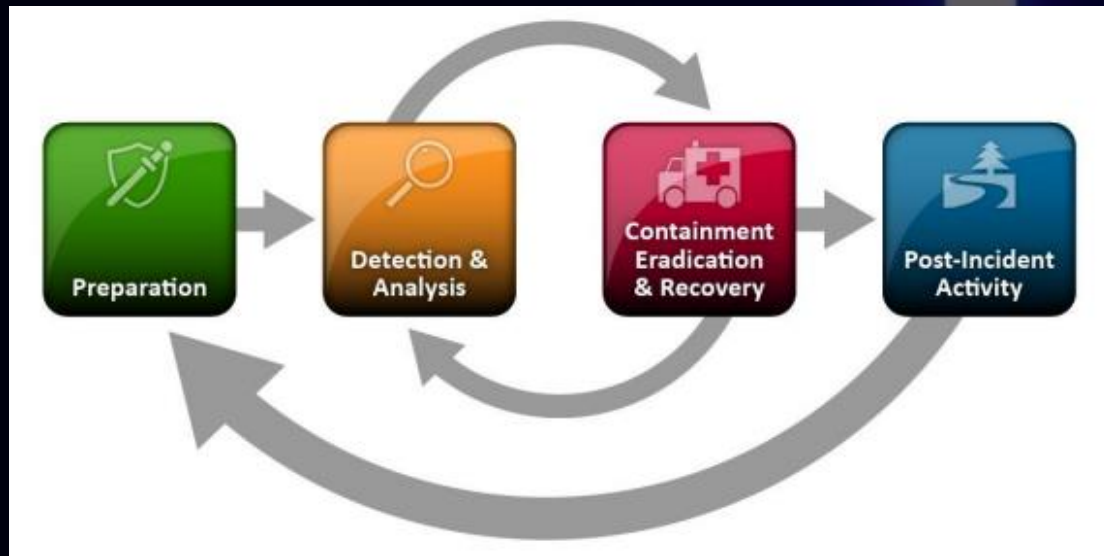 Preparation
Detection &
Analysis
Containment
Eradication
& Recovery
Post-Incident
Activity